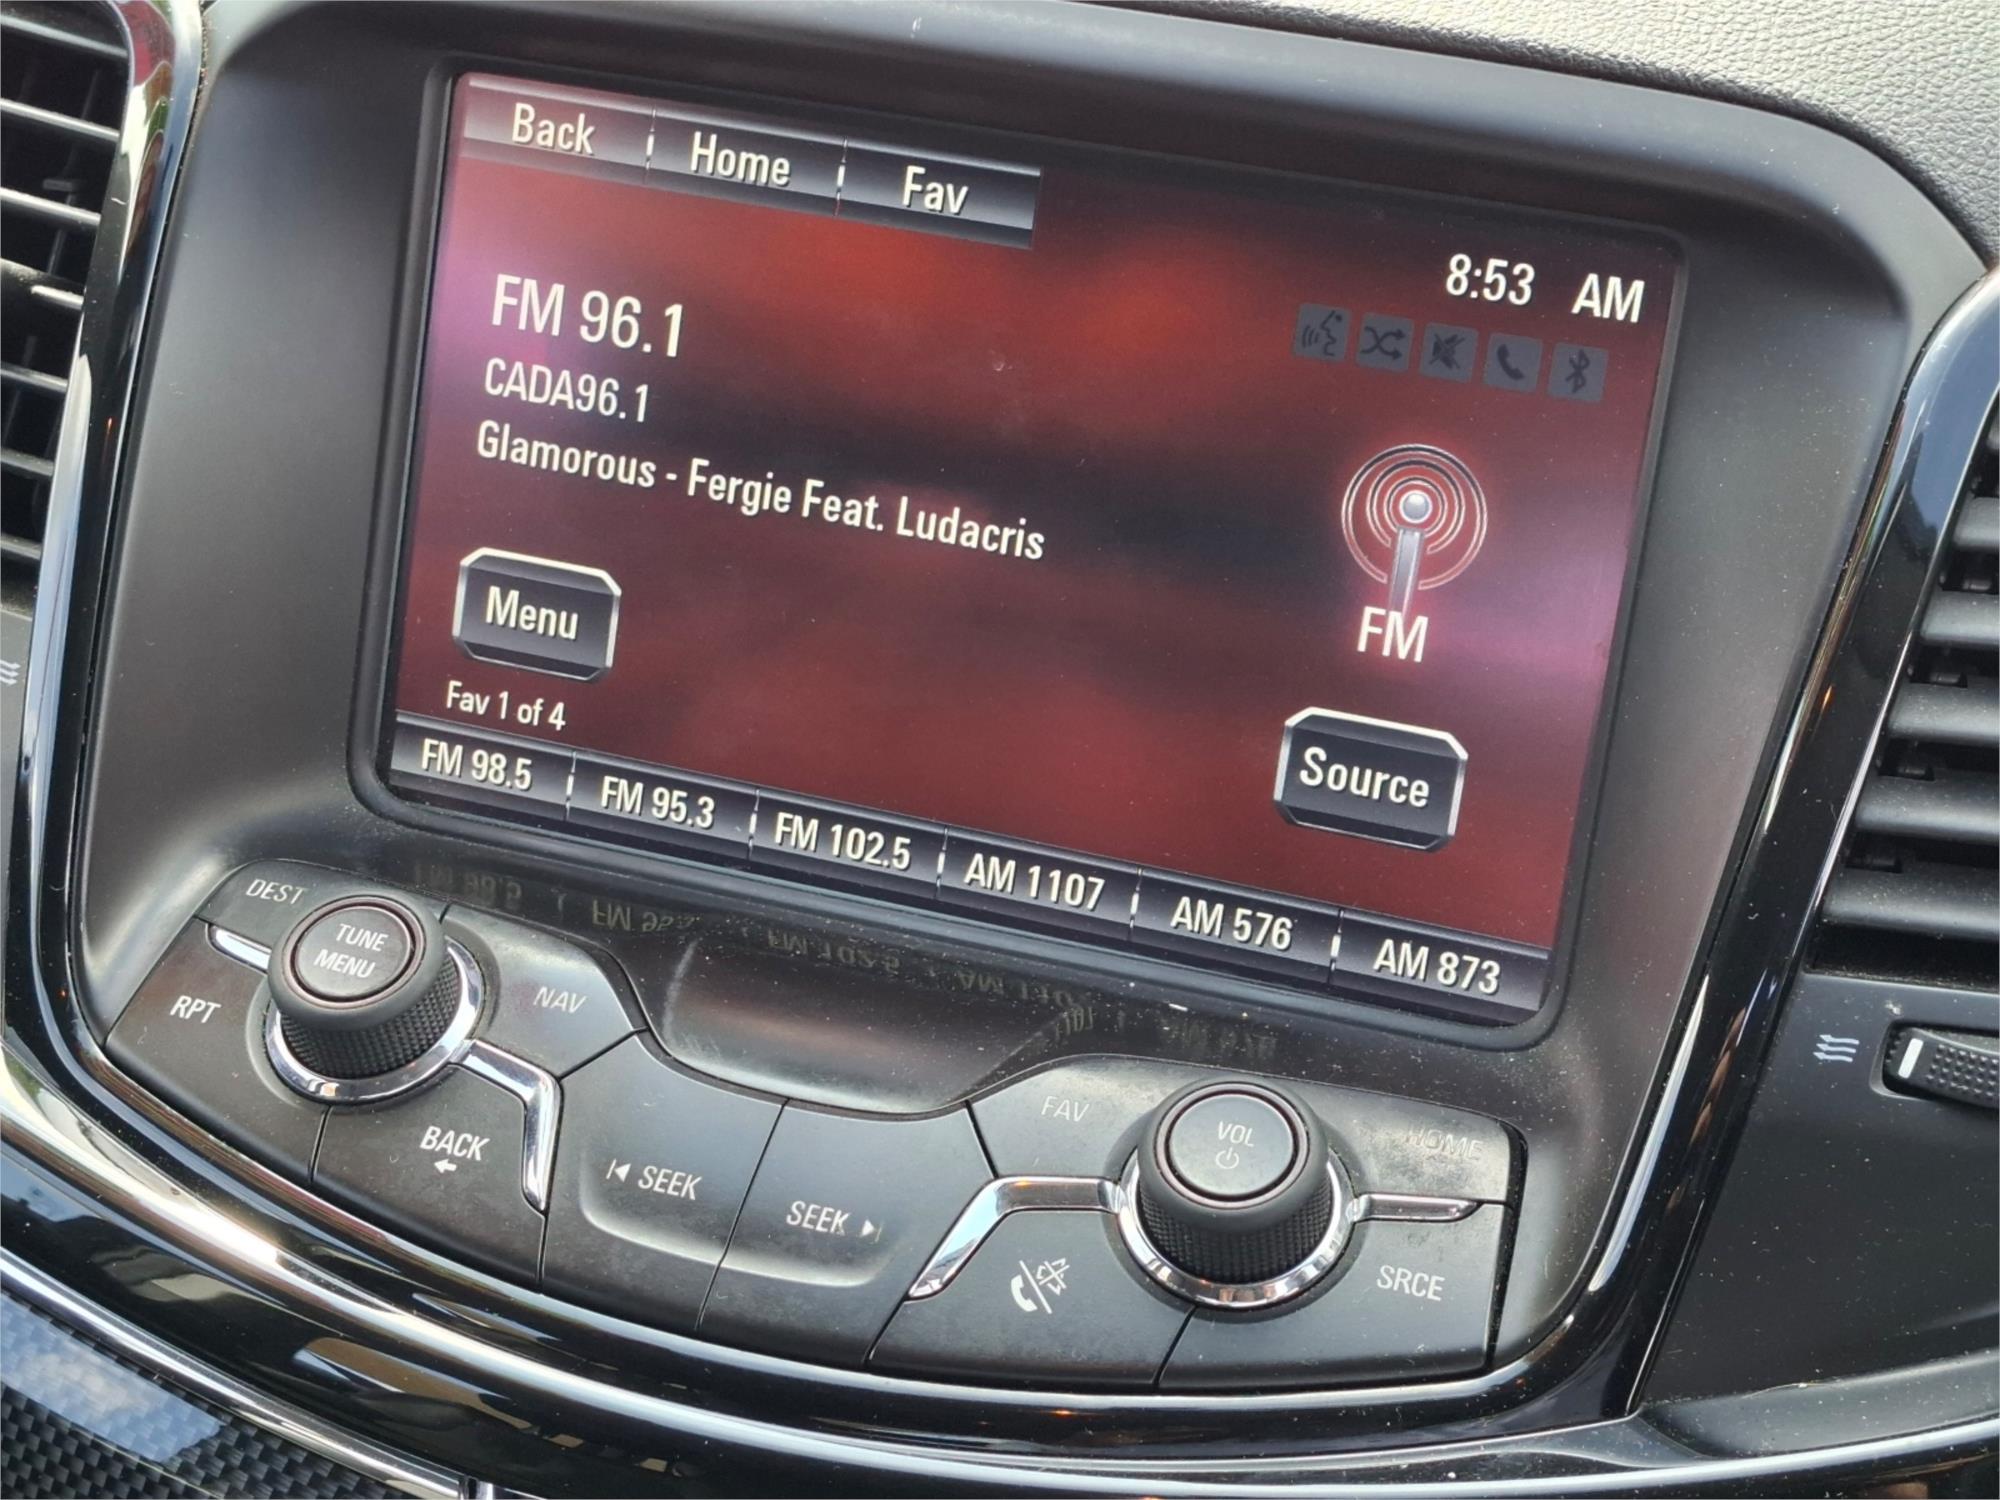 Back Home Fav
8:53 AM
FM 96.1
CADA96.1
Glamorous - Fergie Feat. Ludacris
FM
Menu
Source
Fav 1 of 4
FM 98.5 FM 95.3 FM 102.5 AM 1107 AM 576 AM 873
DEST
TUNE
MENU
RPT
NAV
BACK
SEEK
SEEK
FAV
VOL
HOME
SRCE